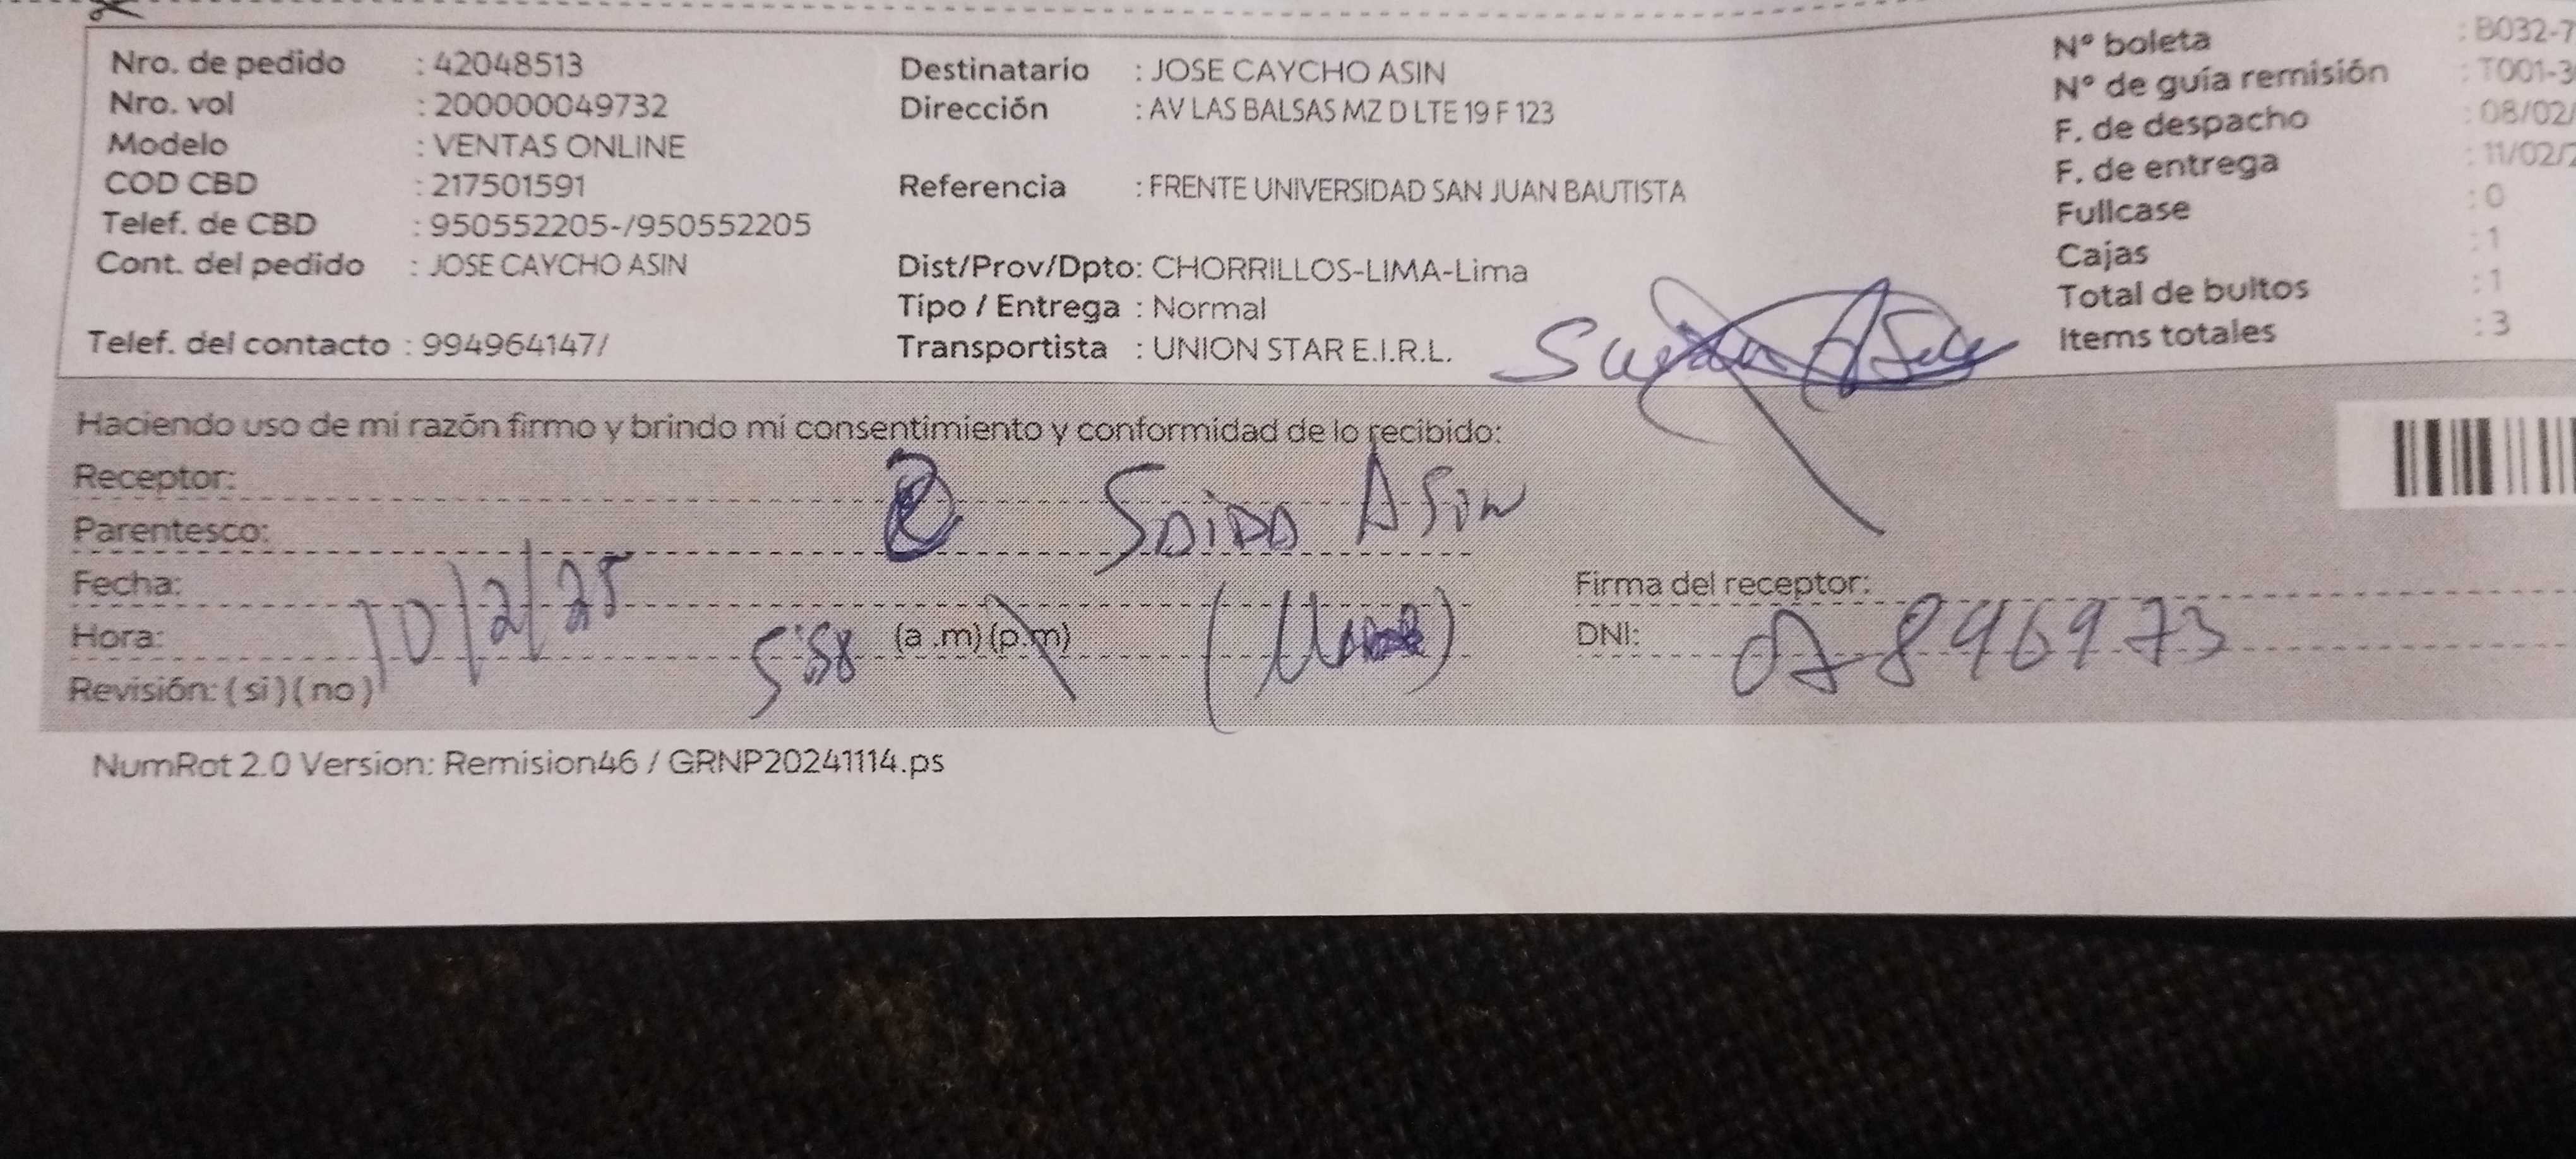 Nro. de pedido : 42048513
Nro. vol : 200000049732
Modelo : VENTAS ONLINE
COD CBD : 217501591
Telef. de CBD : 950552205-/950552205
Cont. del pedido : JOSE CAYCHO ASIN
Telef. del contacto : 994964147/
Destinatario : JOSE CAYCHO ASIN
Dirección : AV LAS BALSAS MZ D LTE 19 F 123
Referencia : FRENTE UNIVERSIDAD SAN JUAN BAUTISTA
Dist/Prov/Dpto: CHORRILLOS-LIMA-Lima
Tipo / Entrega : Normal
Transportista : UNION STAR E.I.R.L.
N° boleta : B032-7
N° de guía remisión : T001-3
F. de despacho : 08/02/
F. de entrega : 11/02/2
Fullcase : 0
Cajas : 1
Total de bultos : 1
Items totales : 3
Haciendo uso de mi razón firmo y brindo mi consentimiento y conformidad de lo recibido:
Receptor:
SAIDA ASIN
Parentesco:
Fecha: 10/2/25
Hora: 5:58 (a .m)(p.m)
Revisión: (si)(no)
Firma del receptor:
DNI: 07896973
NumRot 2.0 Version: Remision46 / GRNP20241114.ps